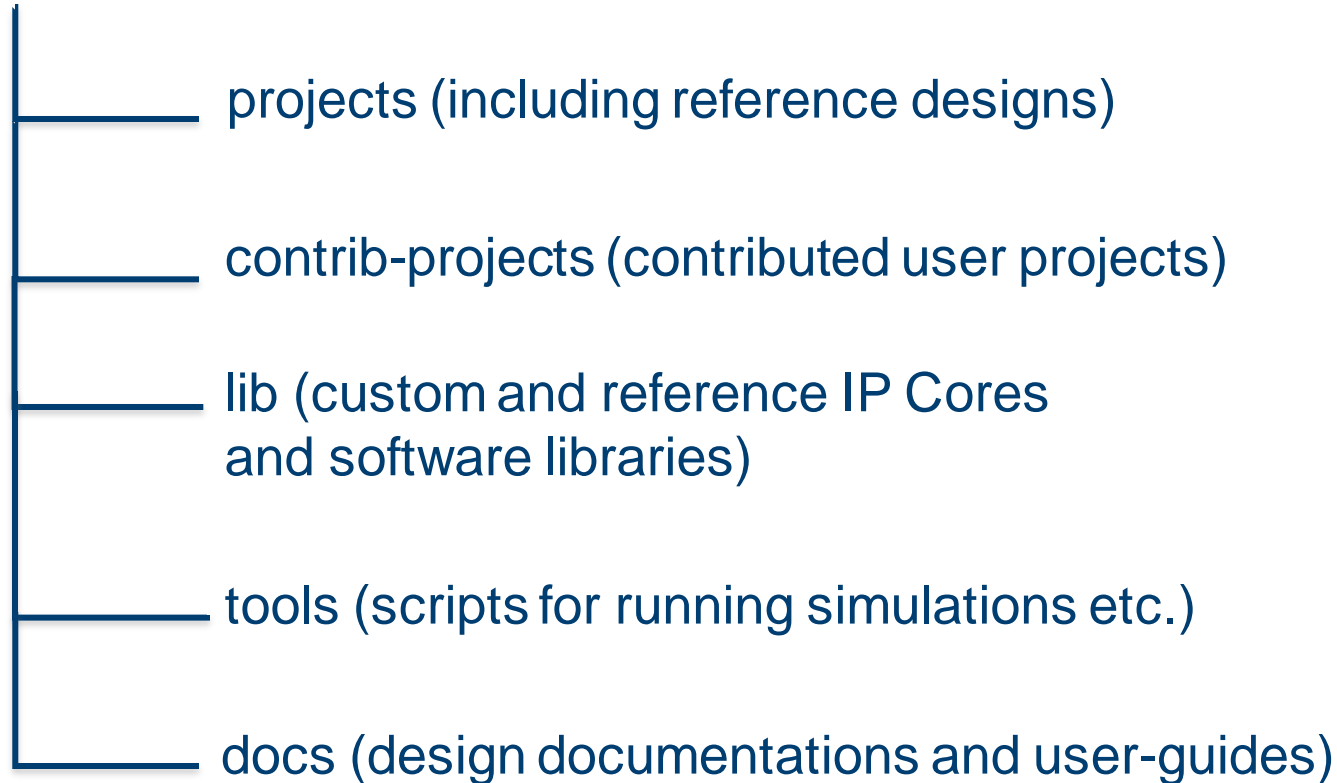 projects (including reference designs)
contrib-projects (contributed user projects)
lib (custom and reference IP Cores
and software libraries)
tools (scripts for running simulations etc.)
docs (design documentations and user-guides)